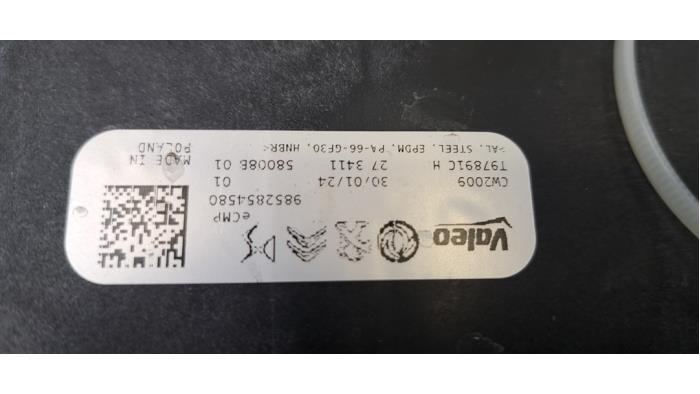 Valeo
eCMP
9852854580
CW2009 30/01/24 01
T97891C H 27 3411 58008E 01
>AL, STEEL, EPDM, PA-66-GF30, HNBR<
MADE IN
POLAND